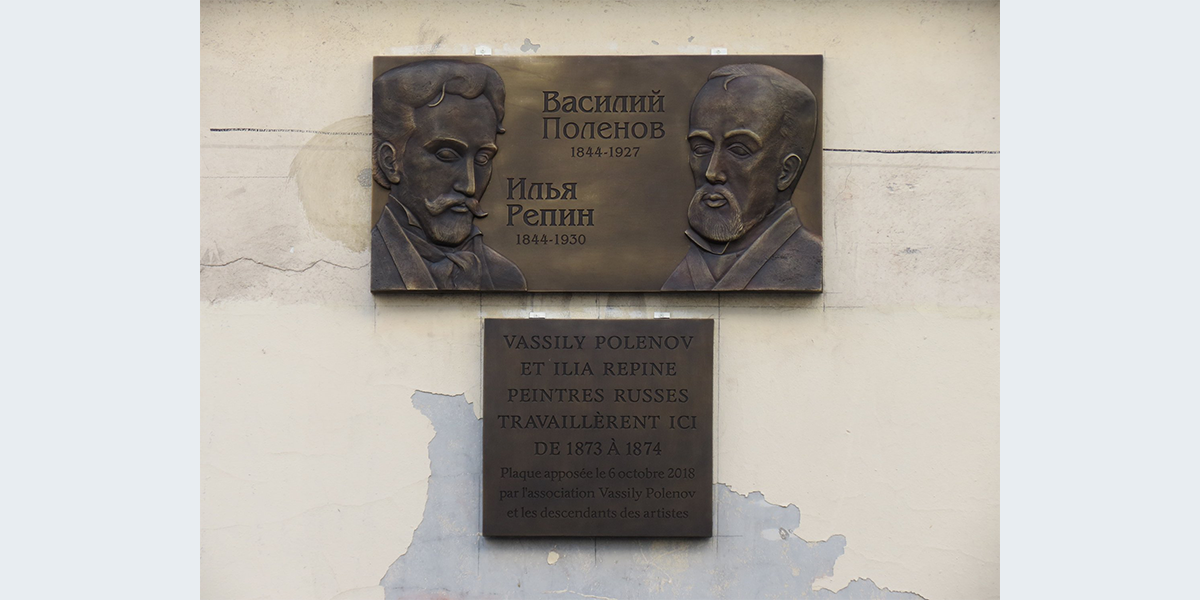 Василий
Поленов
1844-1927
Илья
Репин
1844-1930
VASSILY POLENOV
ET ILIA REPINE
PEINTRES RUSSES
TRAVAILLÈRENT ICI
DE 1873 À 1874
Plaque apposée le 6 octobre 2018
par l'association Vassily Polenov
et les descendants des artistes